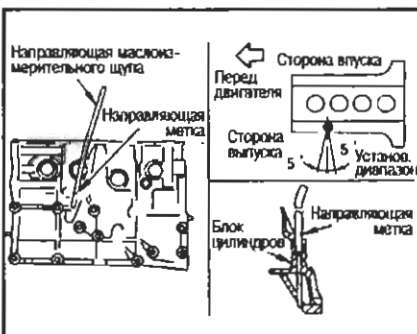 Направляющая маслоиз-
мерительного щупа
Направляющая
метка
Перед
двигателя
Сторона впуска
Сторона
выпуска
5
5
Установ.
диапазон
Блок
цилиндров
Направляющая
метка